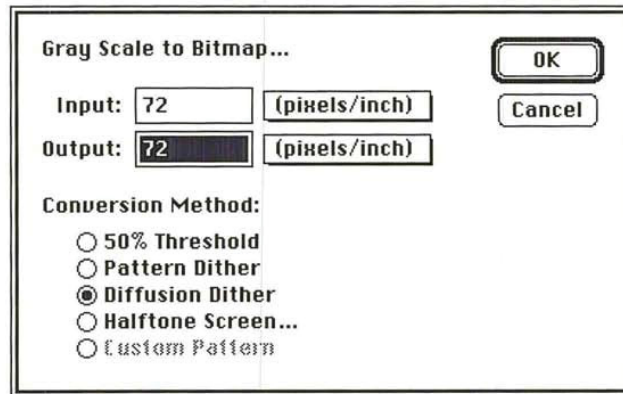 Gray Scale to Bitmap...
OK
Input: 72 (pixels/inch)
Cancel
Output: 72 (pixels/inch)
Conversion Method:
50% Threshold
Pattern Dither
Diffusion Dither
Halftone Screen...
Custom Pattern